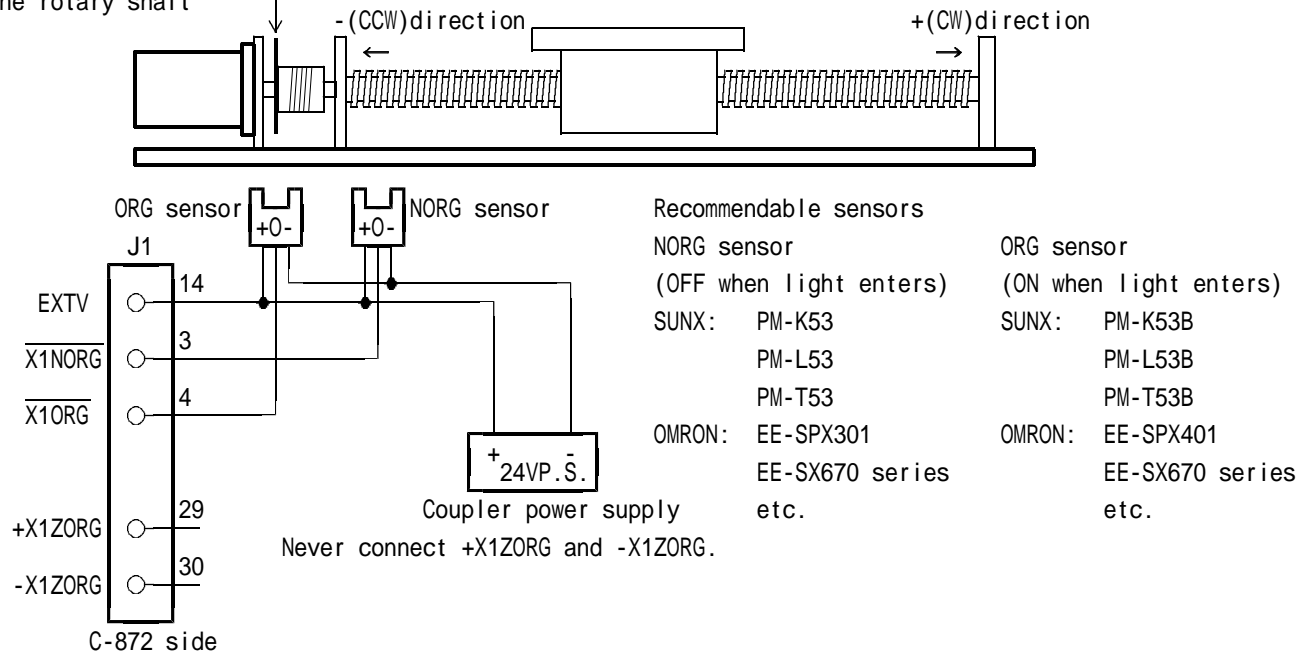 ne rotary shaft
-(CCW)direction
+(CW)direction
←
→
ORG sensor
+O-
+O-
NORG sensor
J1
EXTV
14
X1NORG
3
X1ORG
4
+X1ZORG
29
-X1ZORG
30
C-872 side
+ -
24VP.S.
Coupler power supply
Never connect +X1ZORG and -X1ZORG.
Recommendable sensors
NORG sensor
(OFF when light enters)
SUNX: PM-K53
PM-L53
PM-T53
OMRON: EE-SPX301
EE-SX670 series
etc.
ORG sensor
(ON when light enters)
SUNX: PM-K53B
PM-L53B
PM-T53B
OMRON: EE-SPX401
EE-SX670 series
etc.